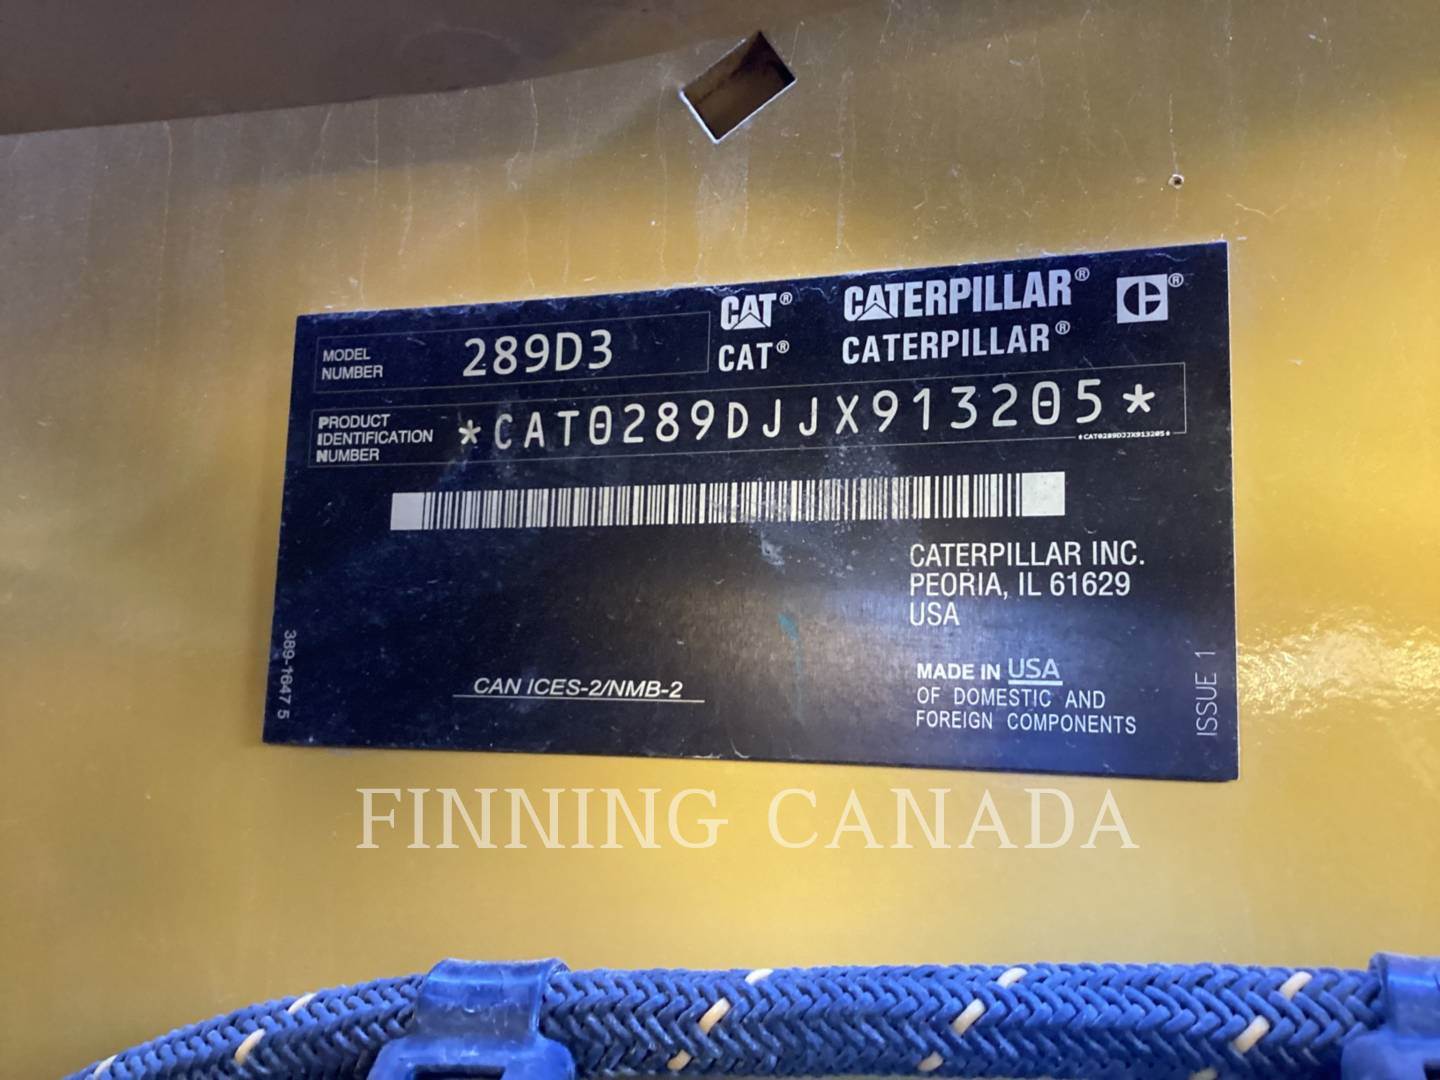 CAT® CATERPILLAR® C®
CAT® CATERPILLAR®
MODEL NUMBER 289D3
PRODUCT IDENTIFICATION NUMBER *CAT0289DJJX913205*
*CAT0289DJJX913205*
CATERPILLAR INC.
PEORIA, IL 61629
USA
CAN ICES-2/NMB-2
MADE IN USA
OF DOMESTIC AND
FOREIGN COMPONENTS
389-1647 5
ISSUE 1
FINNING CANADA